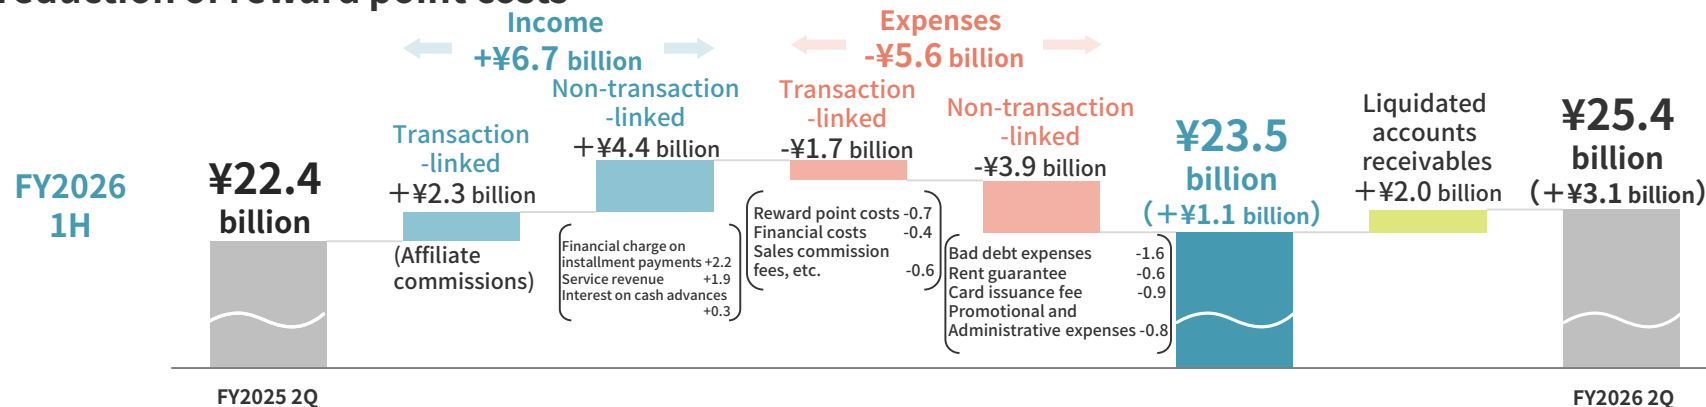 reduction of reward point costs
Income
+¥6.7 billion
Expenses
-¥5.6 billion
FY2026
1H
¥22.4
billion
Transaction
-linked
+¥2.3 billion
(Affiliate
commissions)
Non-transaction
-linked
+¥4.4 billion
Financial charge on
installment payments +2.2
Service revenue +1.9
Interest on cash advances
+0.3
Transaction
-linked
-¥1.7 billion
Reward point costs -0.7
Financial costs -0.4
Sales commission
fees, etc. -0.6
Non-transaction
-linked
-¥3.9 billion
Bad debt expenses -1.6
Rent guarantee -0.6
Card issuance fee -0.9
Promotional and
Administrative expenses -0.8
¥23.5
billion
(+¥1.1 billion)
Liquidated
accounts
receivables
+¥2.0 billion
¥25.4
billion
(+¥3.1 billion)
FY2025 2Q
FY2026 2Q